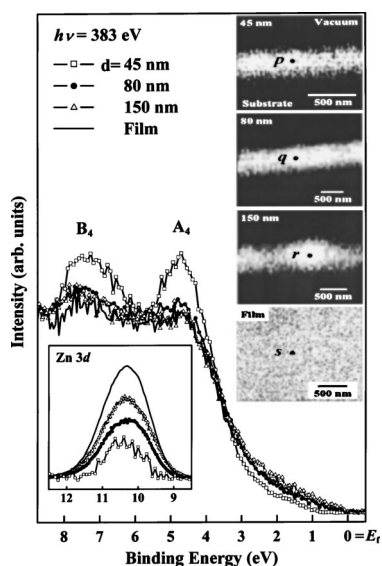 hν = 383 eV
d= 45 nm
80 nm
150 nm
Film
45 nm
Vacuum
p
Substrate
500 nm
80 nm
q
500 nm
150 nm
r
500 nm
Film
s
500 nm
B4
A4
Intensity (arb. units)
Zn 3d
12 11 10 9
8 7 6 5 4 3 2 1 0 = Ef
Binding Energy (eV)